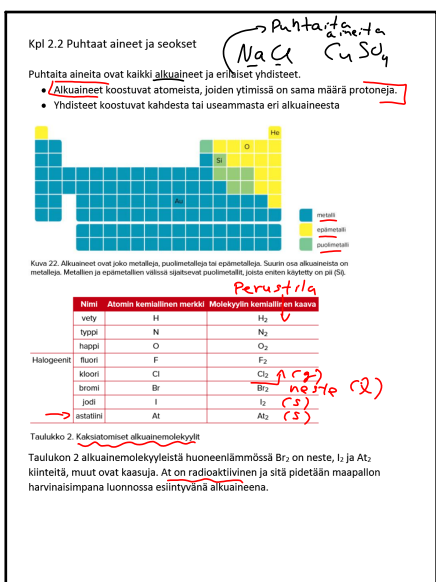 Puhtaita
aineita
Kpl 2.2 Puhtaat aineet ja seokset
NaCl CuSO4
Puhtaita aineita ovat kaikki alkuaineet ja erilaiset yhdisteet.
• Alkuaineet koostuvat atomeista, joiden ytimissä on sama määrä protoneja.
• Yhdisteet koostuvat kahdesta tai useammasta eri alkuaineesta
He
O
Si
Au
metalli
epämetalli
puolimetalli
Kuva 22. Alkuaineet ovat joko metalleja, puolimetalleja tai epämetalleja. Suurin osa alkuaineista on
metalleja. Metallien ja epämetallien välissä sijaitsevat puolimetallit, joista eniten käytetty on pii (Si).
Perustila
Nimi Atomin kemiallinen merkki Molekyylin kemiallinen kaava
vety H H₂
typpi N N₂
happi O O₂
Halogeenit fluori F F₂
kloori Cl Cl₂ (g)
bromi Br Br₂ neste (l)
jodi I I₂ (s)
astatiini At At₂ (s)
Taulukko 2. Kaksiatomiset alkuainemolekyylit
Taulukon 2 alkuainemolekyyleistä huoneenlämmössä Br₂ on neste, I₂ ja At₂
kiinteitä, muut ovat kaasuja. At on radioaktiivinen ja sitä pidetään maapallon
harvinaisimpana luonnossa esiintyvänä alkuaineena.